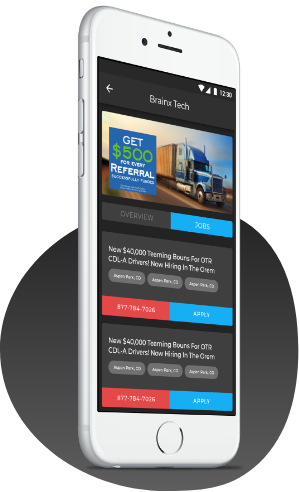 12:30
Brainx Tech
GET
$500
FOR EVERY
REFERRAL
SUCCESSFULLY FUNDED
OVERVIEW
JOBS
New $40,000 Teeming Bouns For OTR
CDL-A Drivers! Now Hiring In The Orem
Aspen Park, CO
Aspen Park, CO
Aspen Park, CO
877-784-7026
APPLY
New $40,000 Teeming Bouns For OTR
CDL-A Drivers! Now Hiring In The Orem
Aspen Park, CO
Aspen Park, CO
Aspen Park, CO
877-784-7026
APPLY